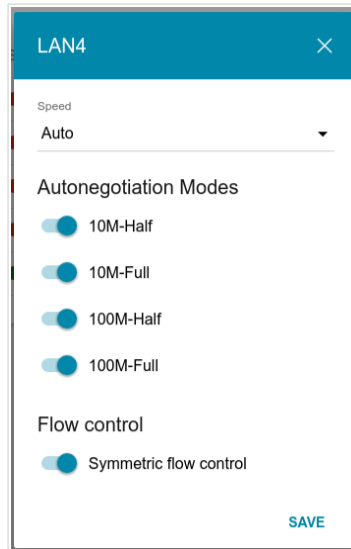 LAN4
Speed
Auto
Autonegotiation Modes
10M-Half
10M-Full
100M-Half
100M-Full
Flow control
Symmetric flow control
SAVE